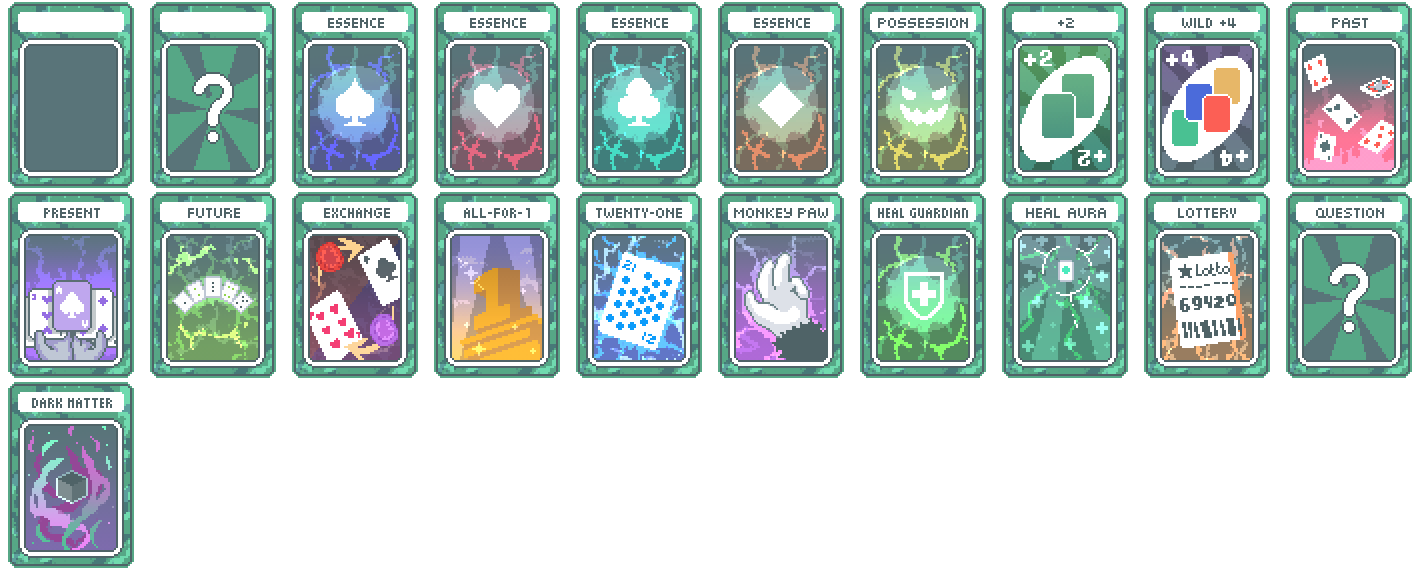 ESSENCE
ESSENCE
ESSENCE
ESSENCE
POSSESSION
+2
+2
+2
WILD +4
+4
+4
PAST
?
PRESENT
FUTURE
EXCHANGE
ALL-FOR-1
1
TWENTY-ONE
21
21
MONKEY PAW
HEAL GUARDIAN
HEAL AURA
LOTTERY
★Lotto
69420
QUESTION
?
DARK MATTER